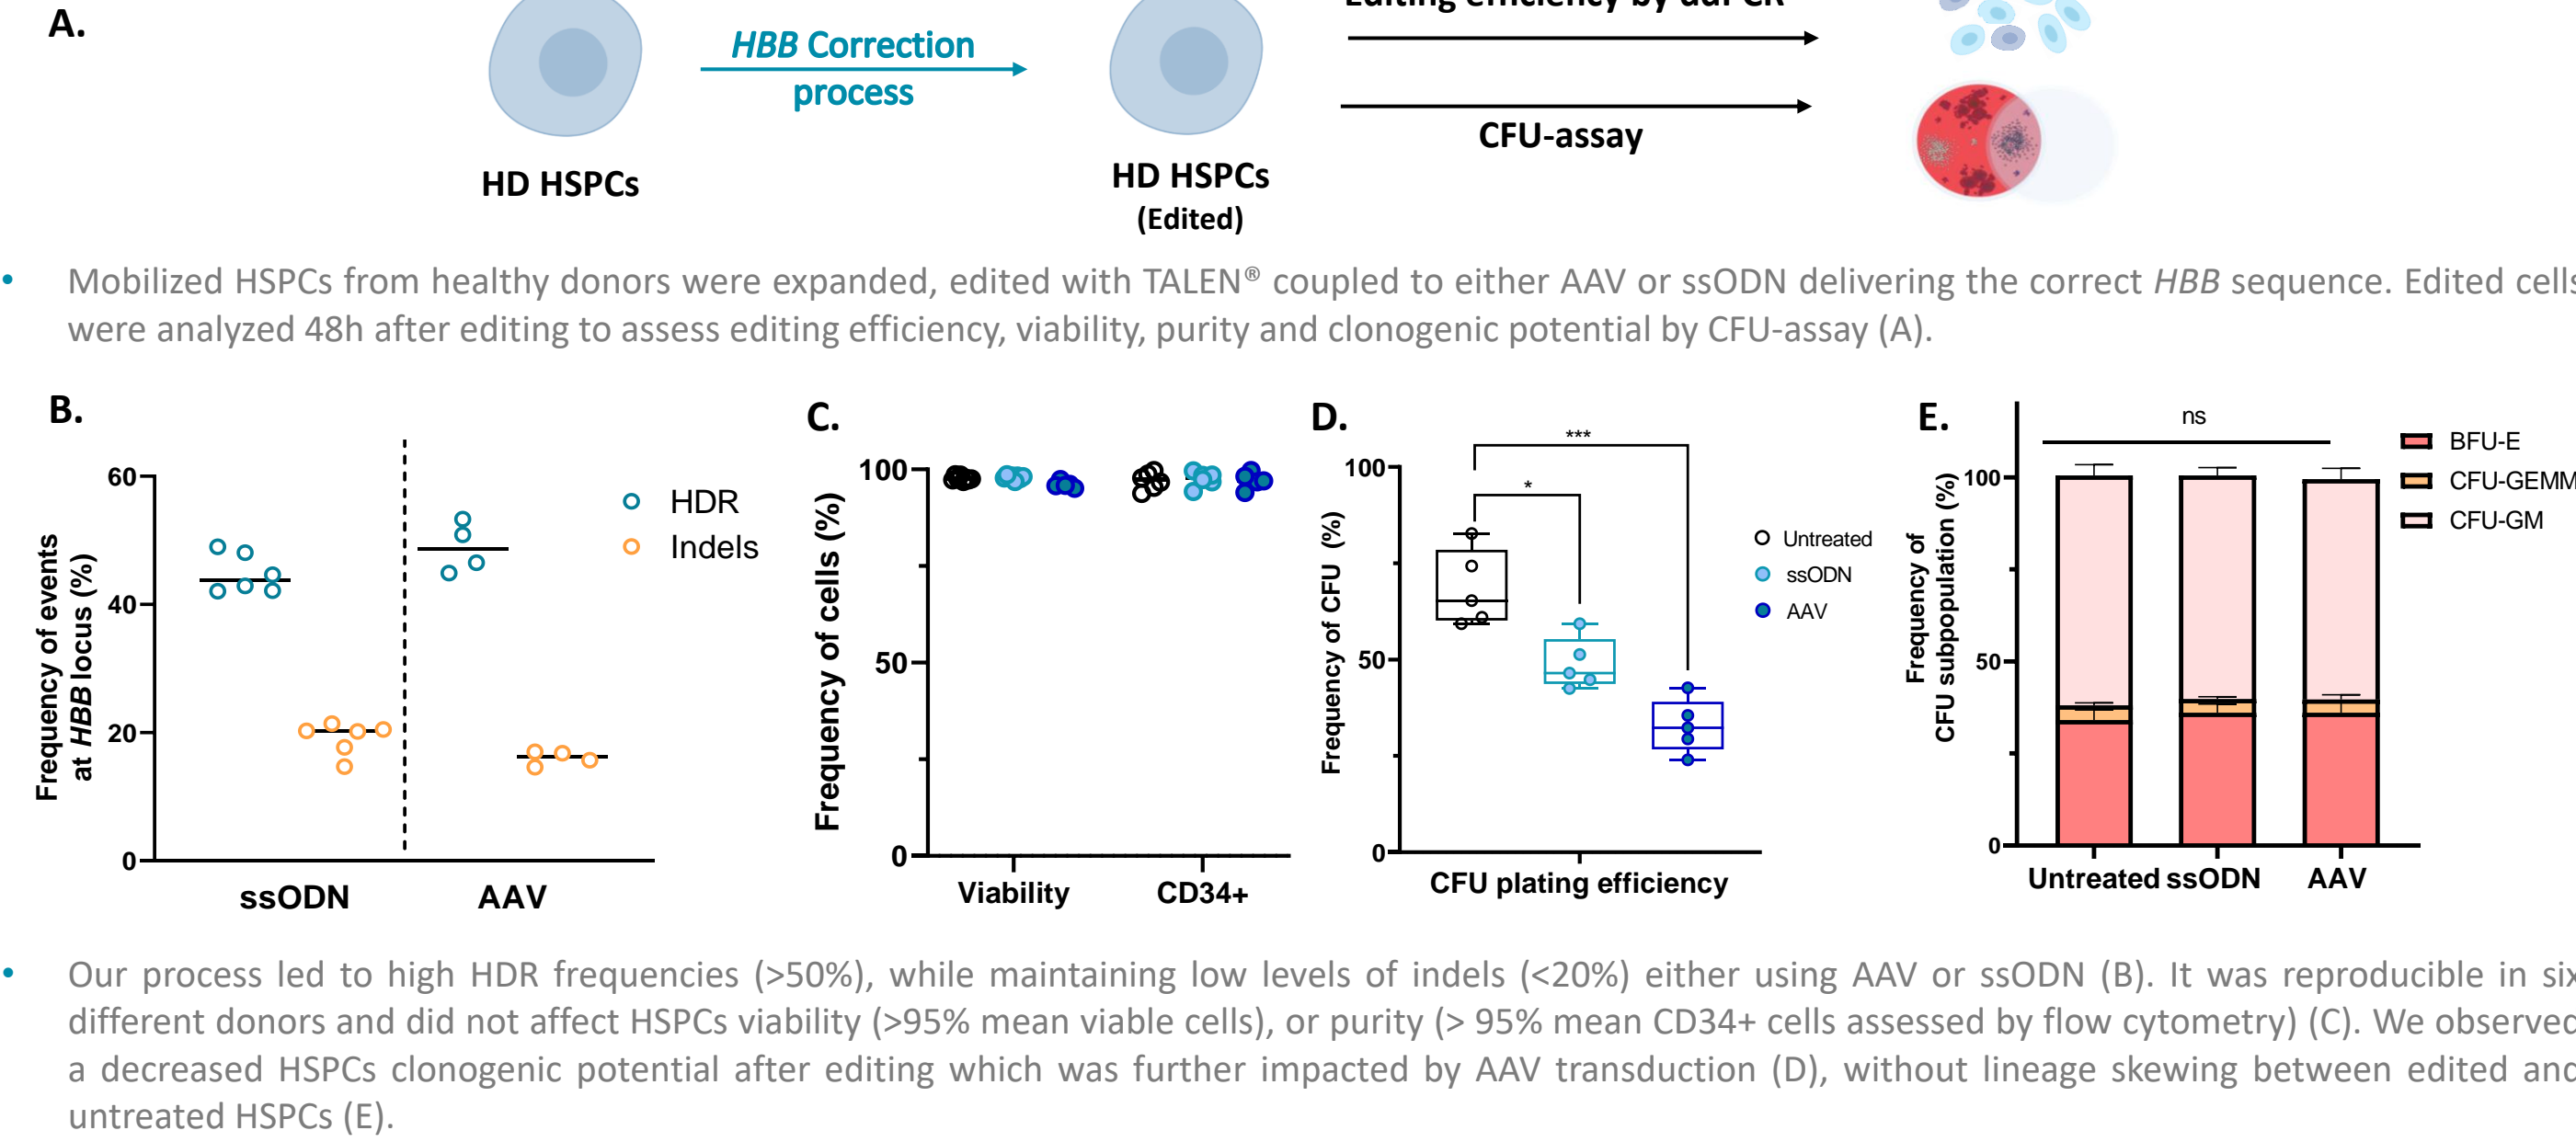 A.
HBB Correction
process
CFU-assay
HD HSPCs
HD HSPCs
(Edited)
• Mobilized HSPCs from healthy donors were expanded, edited with TALEN® coupled to either AAV or ssODN delivering the correct HBB sequence. Edited cells
were analyzed 48h after editing to assess editing efficiency, viability, purity and clonogenic potential by CFU-assay (A).
B.
Frequency of events
at HBB locus (%)
60
40
20
0
HDR
Indels
ssODN
AAV
C.
Frequency of cells (%)
100
50
0
Viability
CD34+
D.
Frequency of CFU (%)
100
50
0
***
*
Untreated
ssODN
AAV
CFU plating efficiency
E.
Frequency of
CFU subpopulation (%)
100
50
0
ns
BFU-E
CFU-GEMM
CFU-GM
Untreated
ssODN
AAV
• Our process led to high HDR frequencies (>50%), while maintaining low levels of indels (<20%) either using AAV or ssODN (B). It was reproducible in six
different donors and did not affect HSPCs viability (>95% mean viable cells), or purity (> 95% mean CD34+ cells assessed by flow cytometry) (C). We observed
a decreased HSPCs clonogenic potential after editing which was further impacted by AAV transduction (D), without lineage skewing between edited and
untreated HSPCs (E).